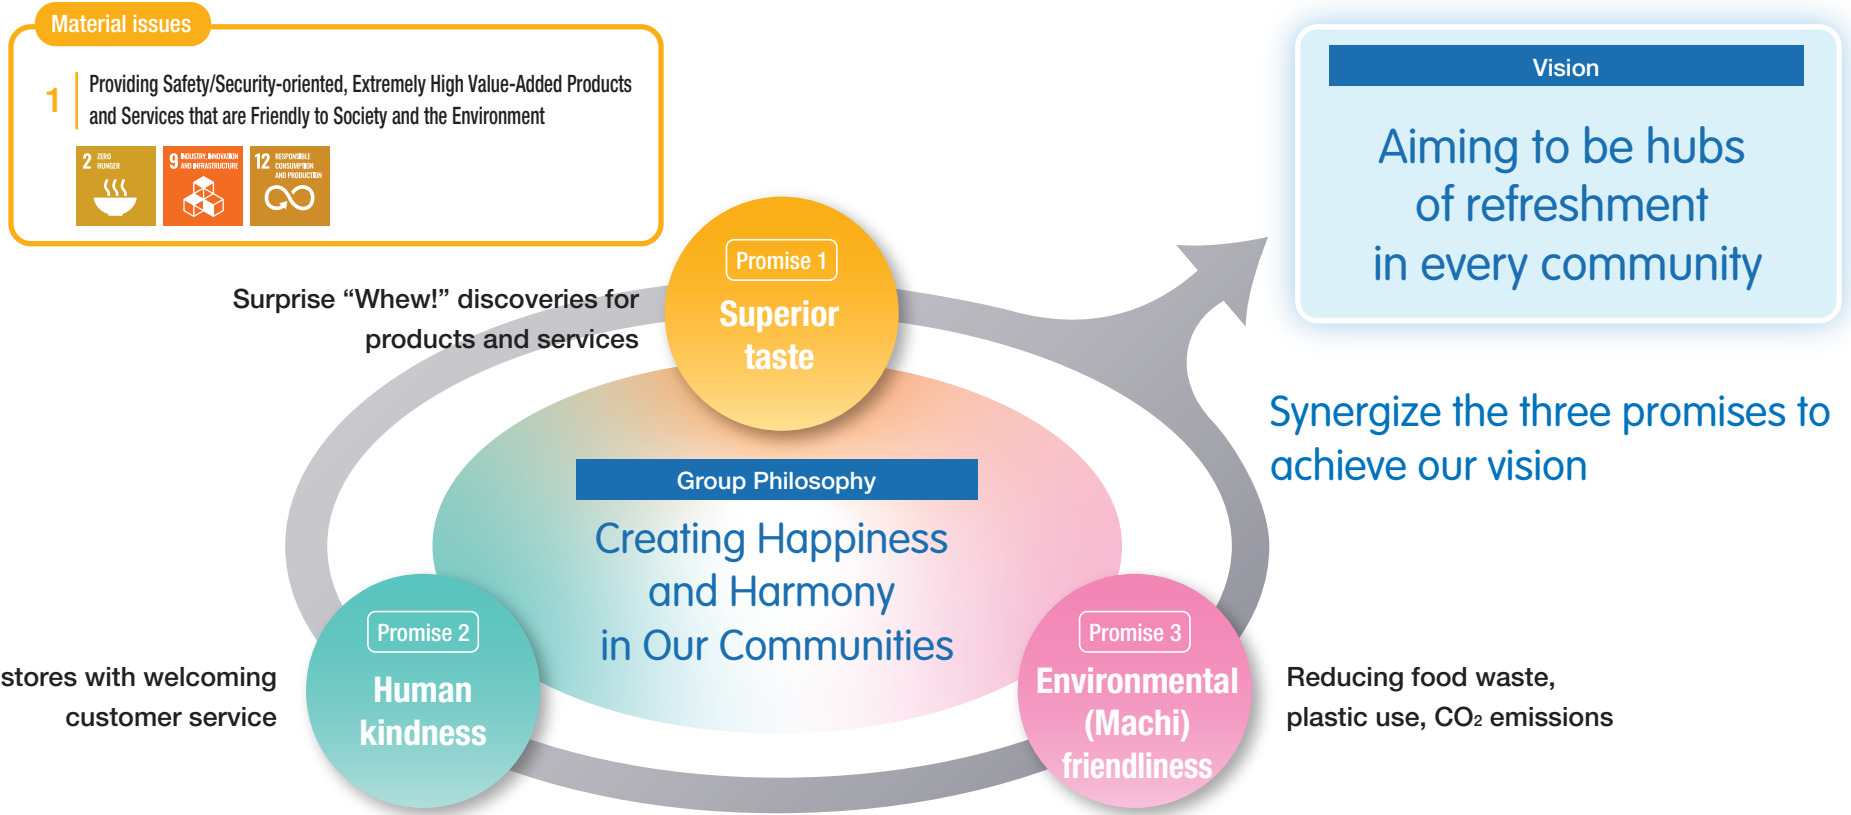 Material issues
1
Providing Safety/Security-oriented, Extremely High Value-Added Products
and Services that are Friendly to Society and the Environment
2 ZERO
HUNGER
9 INDUSTRY, INNOVATION
AND INFRASTRUCTURE
12 RESPONSIBLE
CONSUMPTION
AND PRODUCTION
Vision
Aiming to be hubs
of refreshment
in every community
Surprise “Whew!” discoveries for
products and services
Promise 1
Superior
taste
Synergize the three promises to
achieve our vision
Group Philosophy
Creating Happiness
and Harmony
in Our Communities
stores with welcoming
customer service
Promise 2
Human
kindness
Promise 3
Environmental
(Machi)
friendliness
Reducing food waste,
plastic use, CO₂ emissions